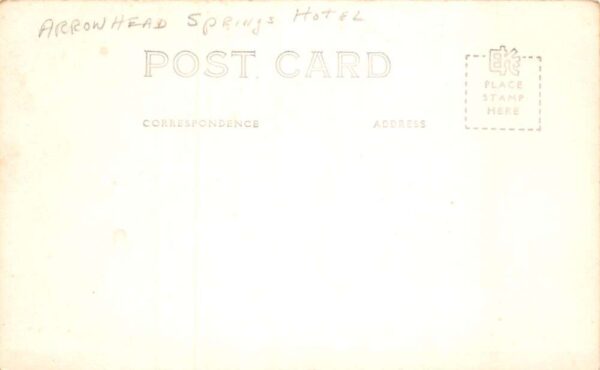 ARROWHEAD SPRINGS HOTEL
POST CARD
CORRESPONDENCE
ADDRESS
PLACE
STAMP
HERE